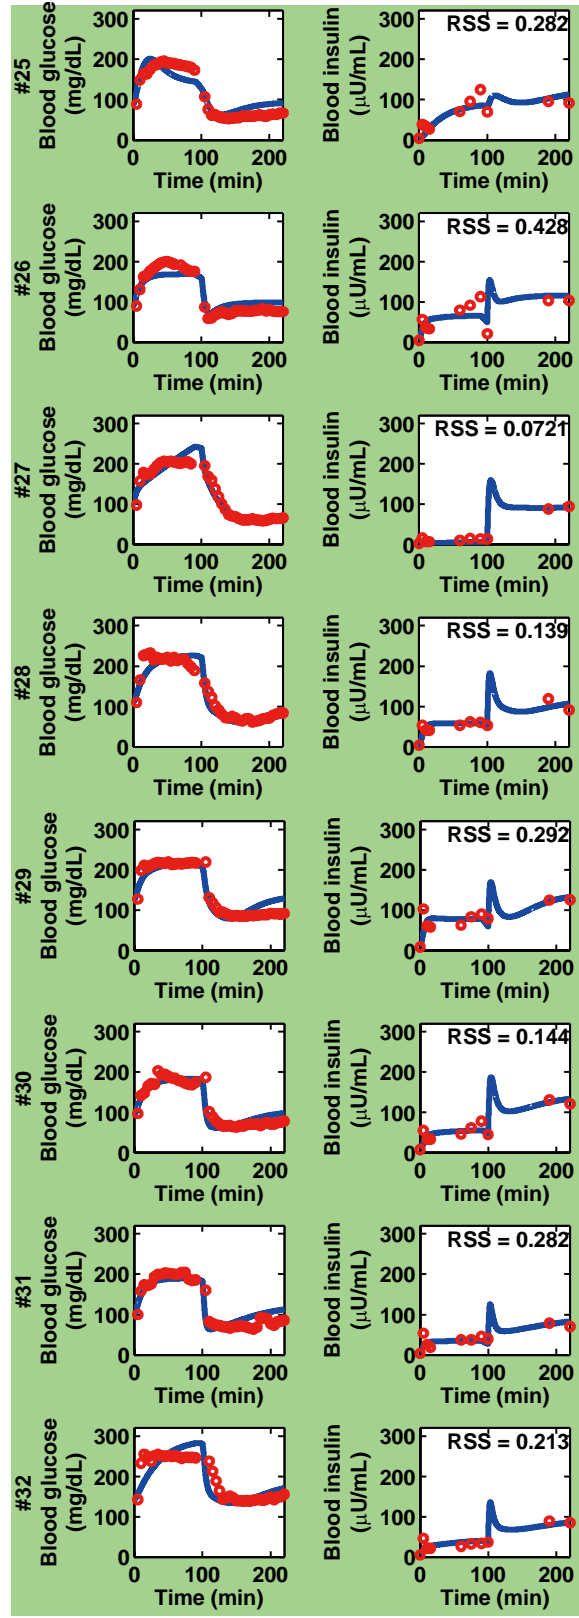 #25
Blood glucose
(mg/dL)
300
200
100
0
0 100 200
Time (min)
Blood insulin
(μU/mL)
300
200
100
0
0 100 200
Time (min)
RSS = 0.282
#26
Blood glucose
(mg/dL)
300
200
100
0
0 100 200
Time (min)
Blood insulin
(μU/mL)
300
200
100
0
0 100 200
Time (min)
RSS = 0.428
#27
Blood glucose
(mg/dL)
300
200
100
0
0 100 200
Time (min)
Blood insulin
(μU/mL)
300
200
100
0
0 100 200
Time (min)
RSS = 0.0721
#28
Blood glucose
(mg/dL)
300
200
100
0
0 100 200
Time (min)
Blood insulin
(μU/mL)
300
200
100
0
0 100 200
Time (min)
RSS = 0.139
#29
Blood glucose
(mg/dL)
300
200
100
0
0 100 200
Time (min)
Blood insulin
(μU/mL)
300
200
100
0
0 100 200
Time (min)
RSS = 0.292
#30
Blood glucose
(mg/dL)
300
200
100
0
0 100 200
Time (min)
Blood insulin
(μU/mL)
300
200
100
0
0 100 200
Time (min)
RSS = 0.144
#31
Blood glucose
(mg/dL)
300
200
100
0
0 100 200
Time (min)
Blood insulin
(μU/mL)
300
200
100
0
0 100 200
Time (min)
RSS = 0.282
#32
Blood glucose
(mg/dL)
300
200
100
0
0 100 200
Time (min)
Blood insulin
(μU/mL)
300
200
100
0
0 100 200
Time (min)
RSS = 0.213